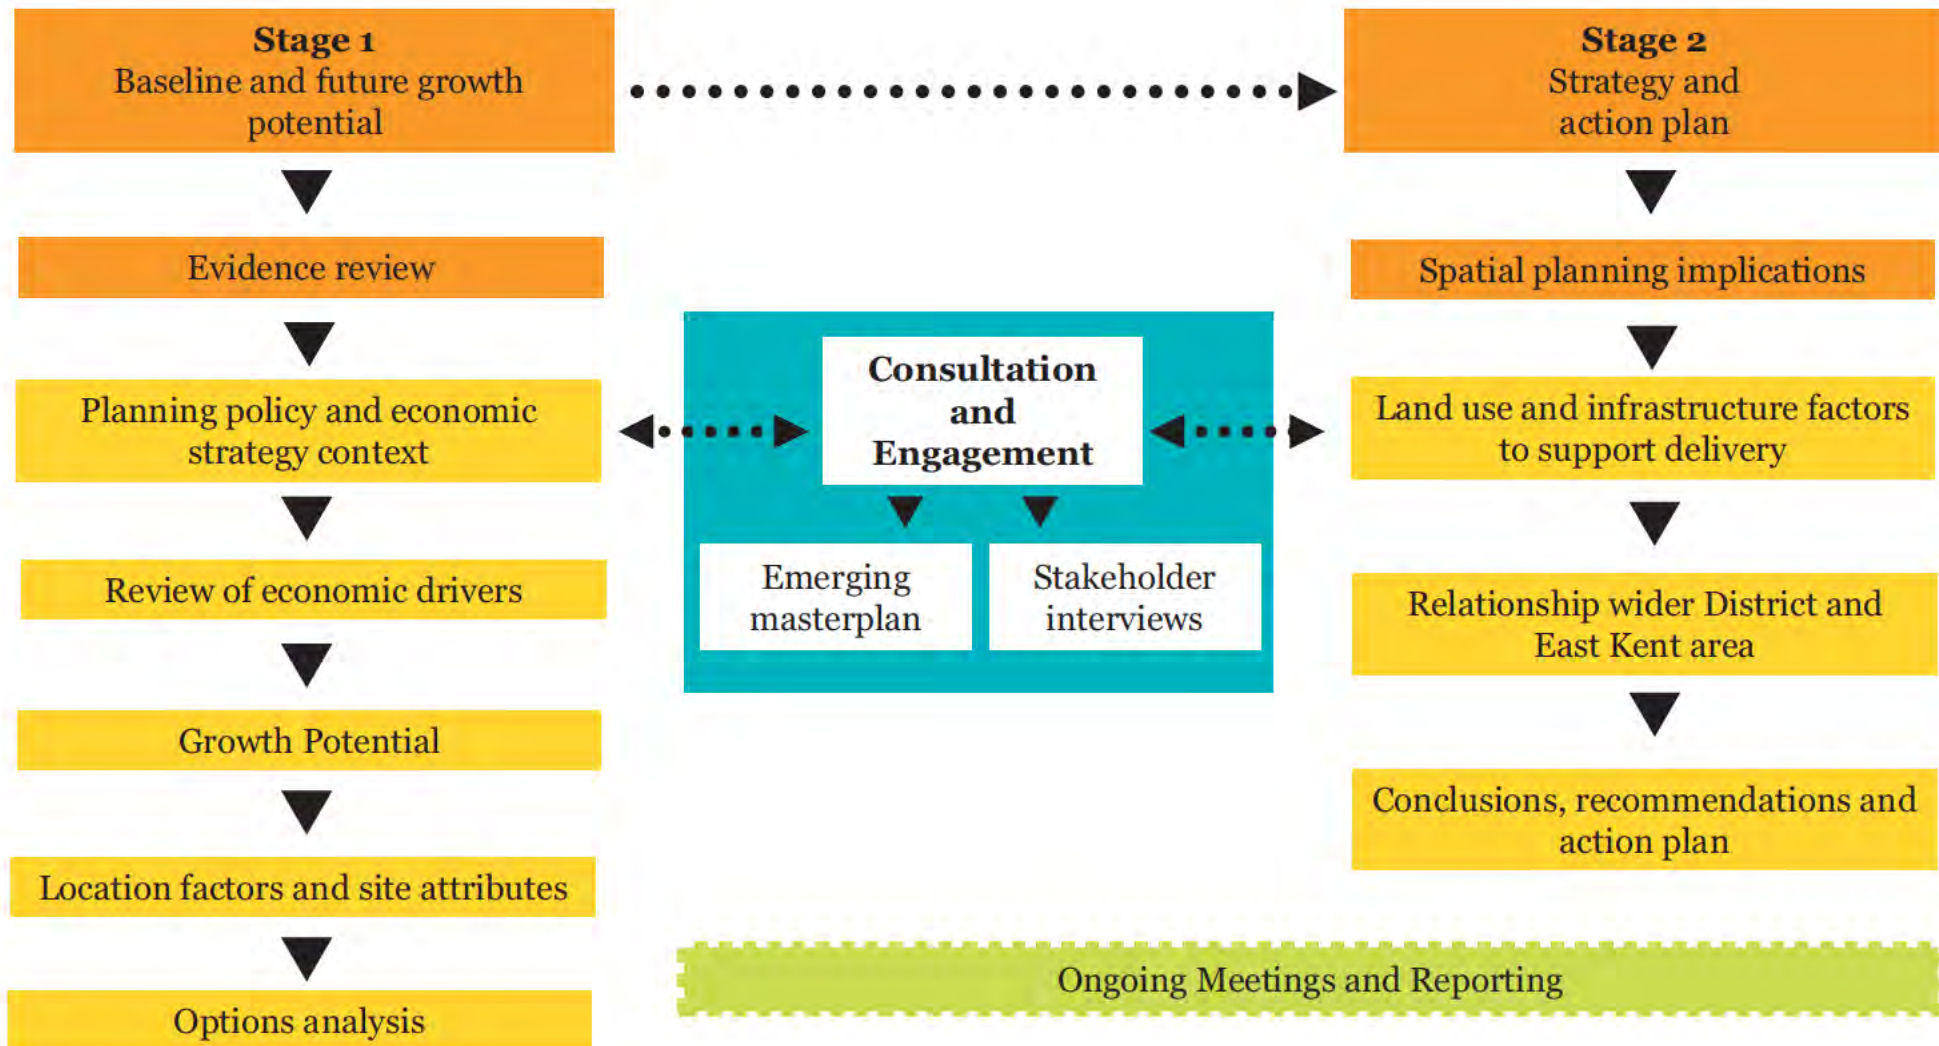 Stage 1
Baseline and future growth
potential
Evidence review
Planning policy and economic
strategy context
Review of economic drivers
Growth Potential
Location factors and site attributes
Options analysis
Consultation
and
Engagement
Emerging
masterplan
Stakeholder
interviews
Stage 2
Strategy and
action plan
Spatial planning implications
Land use and infrastructure factors
to support delivery
Relationship wider District and
East Kent area
Conclusions, recommendations and
action plan
Ongoing Meetings and Reporting